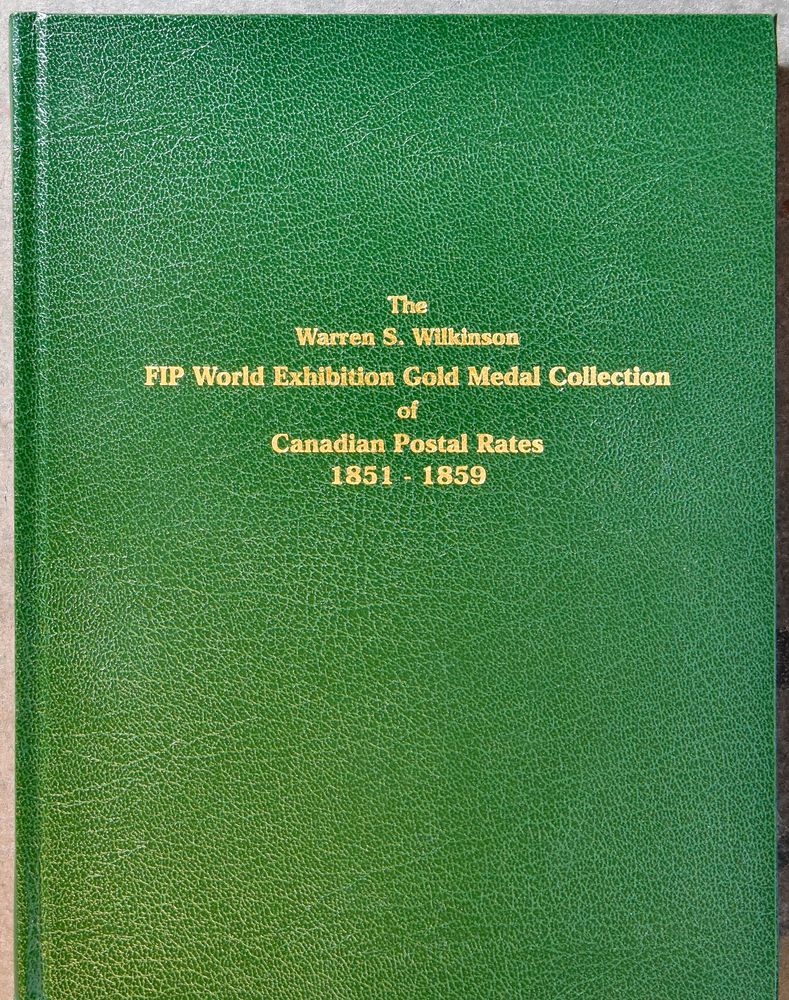 The
Warren S. Wilkinson
FIP World Exhibition Gold Medal Collection
of
Canadian Postal Rates
1851 - 1859